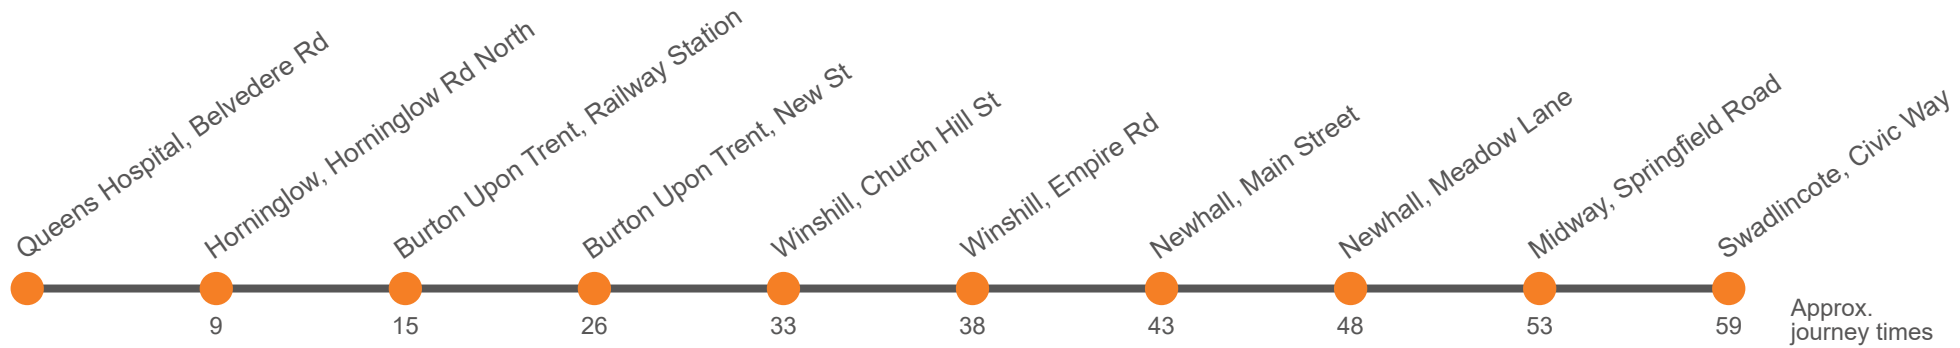 Queens Hospital, Belvedere Rd
Horninglow, Horninglow Rd North
Burton Upon Trent, Railway Station
Burton Upon Trent, New St
Winshill, Church Hill St
Winshill, Empire Rd
Newhall, Main Street
Newhall, Meadow Lane
Midway, Springfield Road
Swadlincote, Civic Way
9 15 26 33 38 43 48 53 59
Approx.
journey times